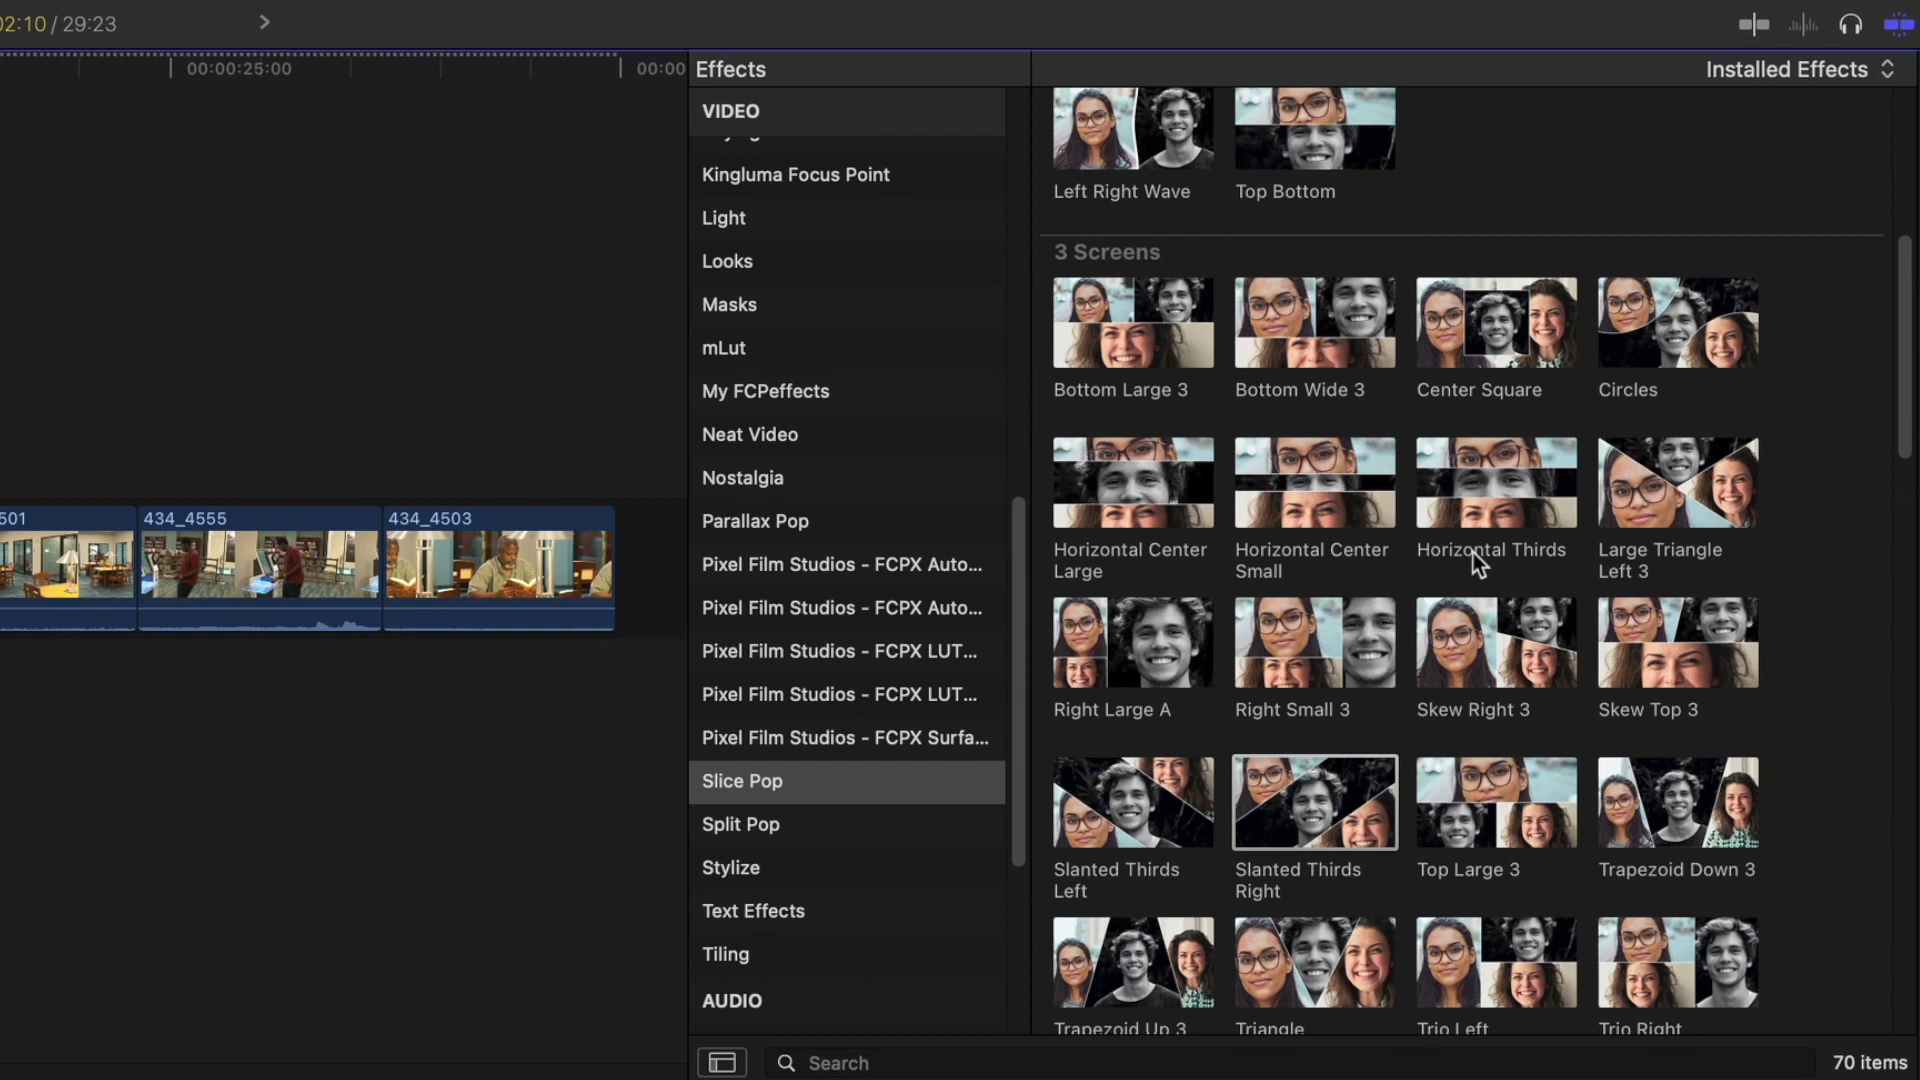 02:10 / 29:23
00:00:25:00
00:00
Effects
Installed Effects
VIDEO
Kingluma Focus Point
Light
Looks
Masks
mLut
My FCPeffects
Neat Video
Nostalgia
Parallax Pop
Pixel Film Studios - FCPX Auto...
Pixel Film Studios - FCPX Auto...
Pixel Film Studios - FCPX LUT...
Pixel Film Studios - FCPX LUT...
Pixel Film Studios - FCPX Surfa...
Slice Pop
Split Pop
Stylize
Text Effects
Tiling
AUDIO
501
434_4555
434_4503
Left Right Wave
Top Bottom
3 Screens
Bottom Large 3
Bottom Wide 3
Center Square
Circles
Horizontal Center
Large
Horizontal Center
Small
Horizontal Thirds
Large Triangle
Left 3
Right Large A
Right Small 3
Skew Right 3
Skew Top 3
Slanted Thirds
Left
Slanted Thirds
Right
Top Large 3
Trapezoid Down 3
Trapezoid Up 3
Triangle
Trio Left
Trio Right
Search
70 items